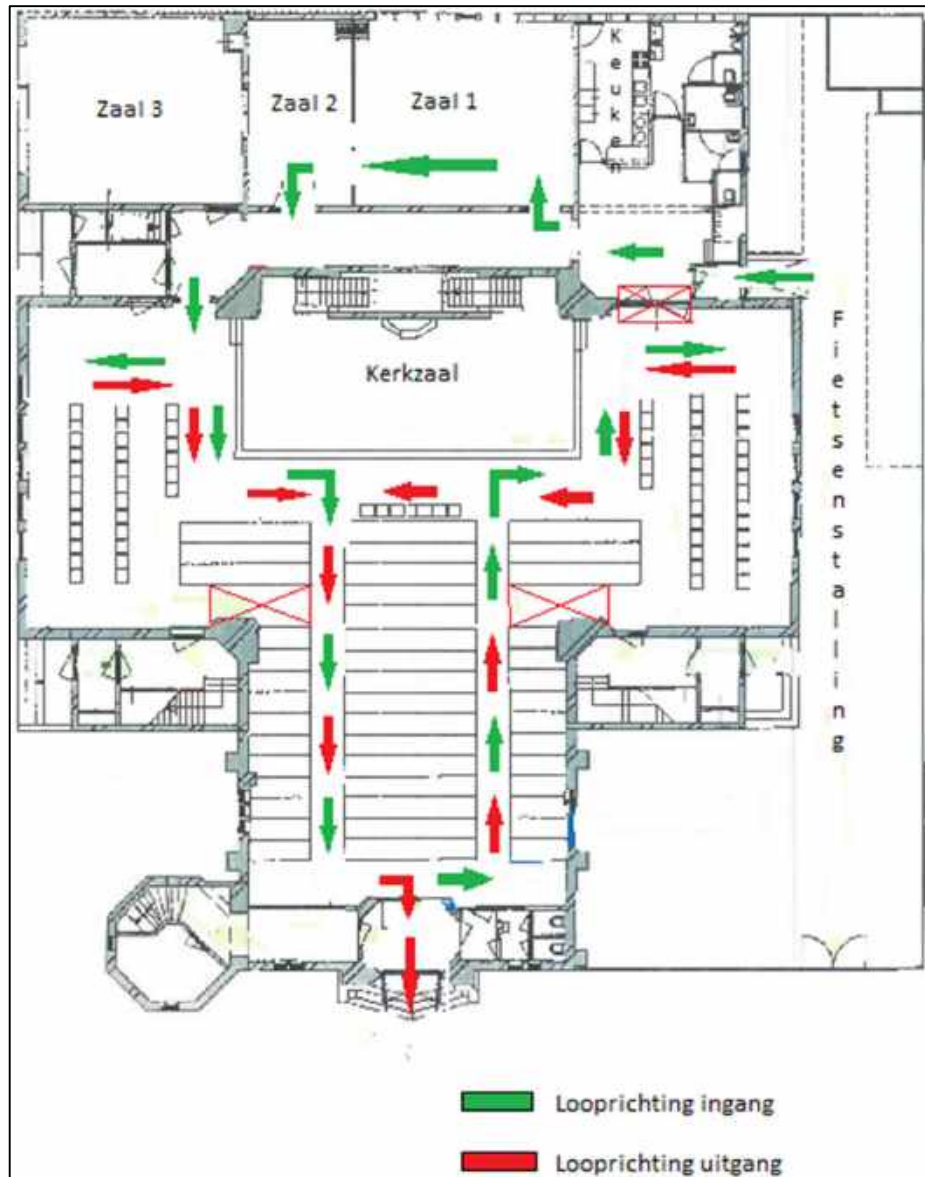 Zaal 3
Zaal 2
Zaal 1
Keuken
Kerkzaal
Fietsenstalling
Looprichting ingang
Looprichting uitgang